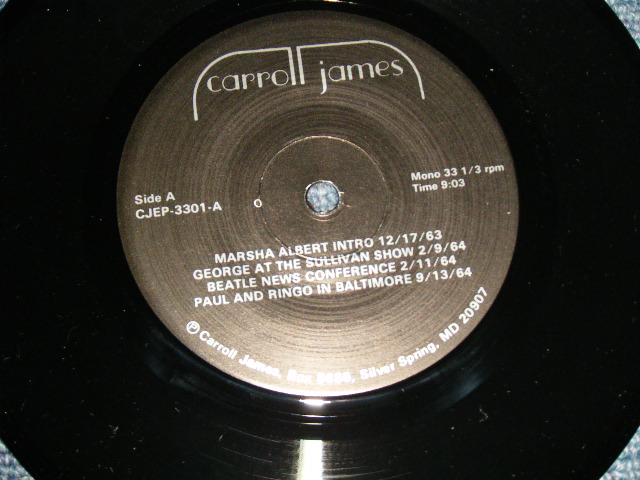 carroll james
Side A
CJEP-3301-A
Mono 33 1/3 rpm
Time 9:03
MARSHA ALBERT INTRO 12/17/63
GEORGE AT THE SULLIVAN SHOW 2/9/64
BEATLE NEWS CONFERENCE 2/11/64
PAUL AND RINGO IN BALTIMORE 9/13/64
℗ Carroll James, Box Silver Spring, MD 20907